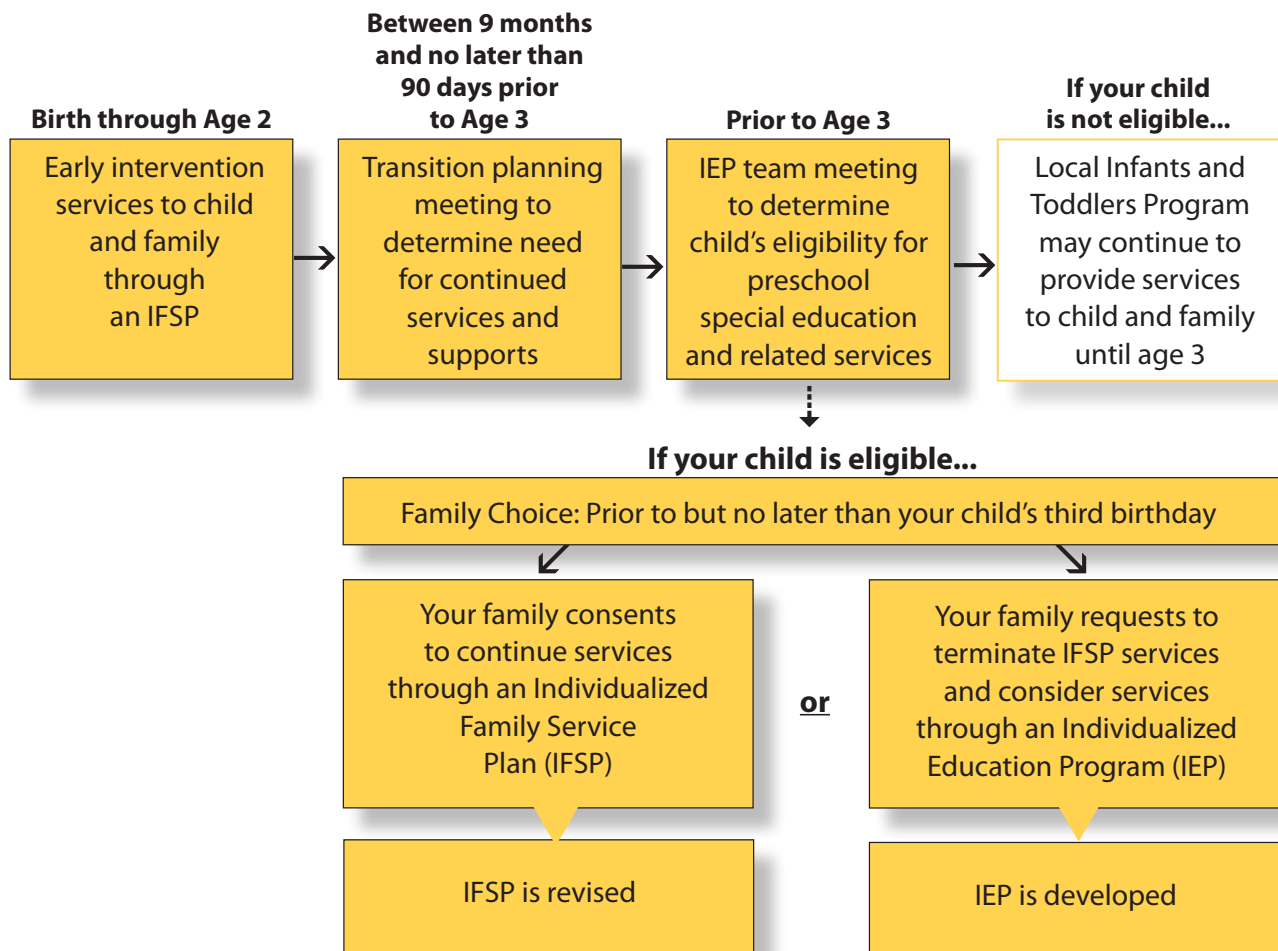 Birth through Age 2
Early intervention
services to child
and family
through
an IFSP
Between 9 months
and no later than
90 days prior
to Age 3
Transition planning
meeting to
determine need
for continued
services and
supports
Prior to Age 3
IEP team meeting
to determine
child’s eligibility for
preschool
special education
and related services
If your child
is not eligible...
Local Infants and
Toddlers Program
may continue to
provide services
to child and family
until age 3
If your child is eligible...
Family Choice: Prior to but no later than your child’s third birthday
Your family consents
to continue services
through an Individualized
Family Service
Plan (IFSP)
or
Your family requests to
terminate IFSP services
and consider services
through an Individualized
Education Program (IEP)
IFSP is revised
IEP is developed